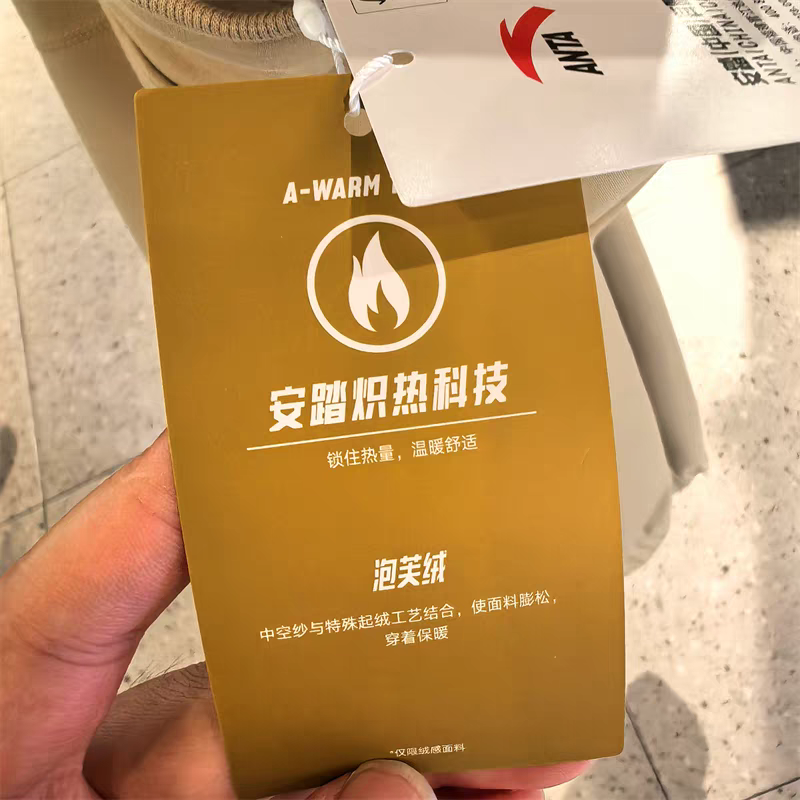 ANTA
A-WARM
安踏炽热科技
锁住热量，温暖舒适
泡芙绒
中空纱与特殊起绒工艺结合，使面料膨松，
穿着保暖
*仅限绒感面料